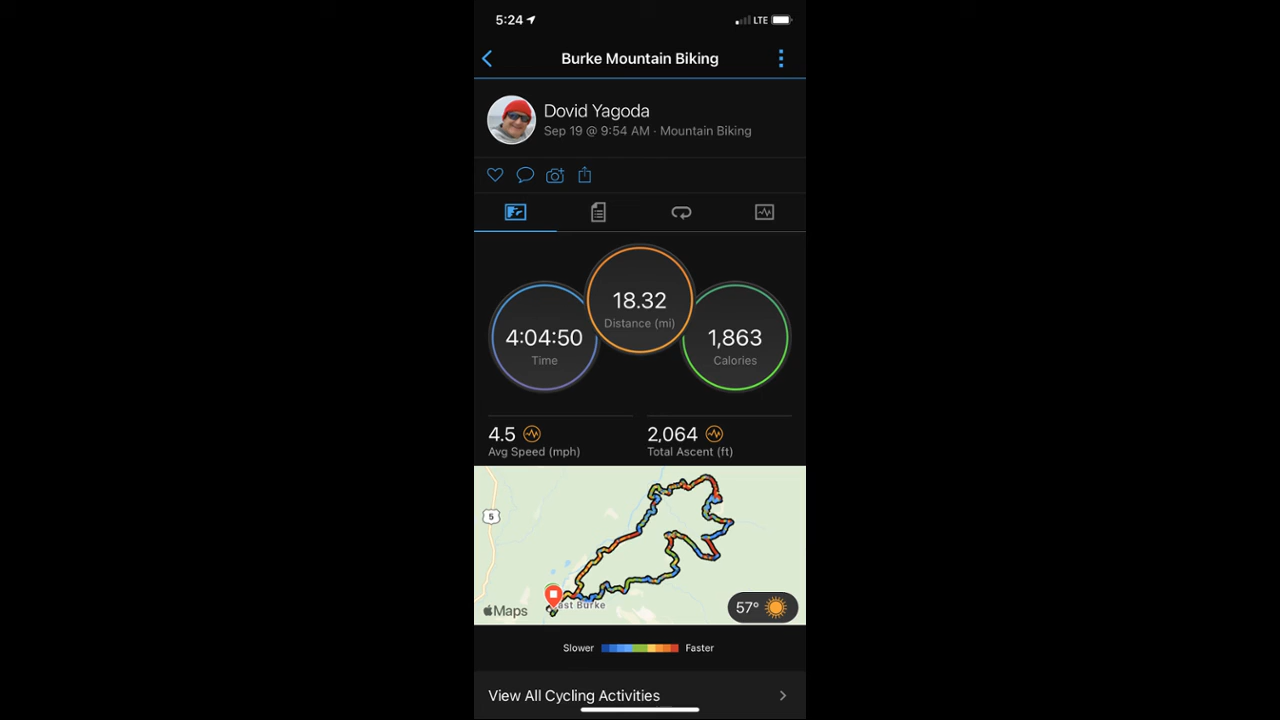 5:24
LTE
Burke Mountain Biking
Dovid Yagoda
Sep 19 @ 9:54 AM · Mountain Biking
18.32
Distance (mi)
4:04:50
Time
1,863
Calories
4.5
Avg Speed (mph)
2,064
Total Ascent (ft)
5
Maps
ast Burke
57°
Slower
Faster
View All Cycling Activities